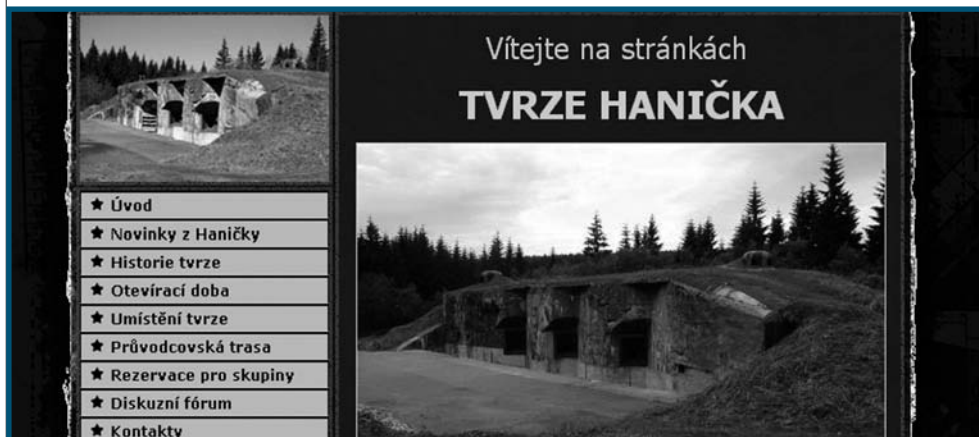 Vítejte na stránkách
TVRZE HANIČKA
★ Úvod
★ Novinky z Haničky
★ Historie tvrze
★ Otevírací doba
★ Umístění tvrze
★ Průvodcovská trasa
★ Rezervace pro skupiny
★ Diskuzní fórum
★ Kontakty